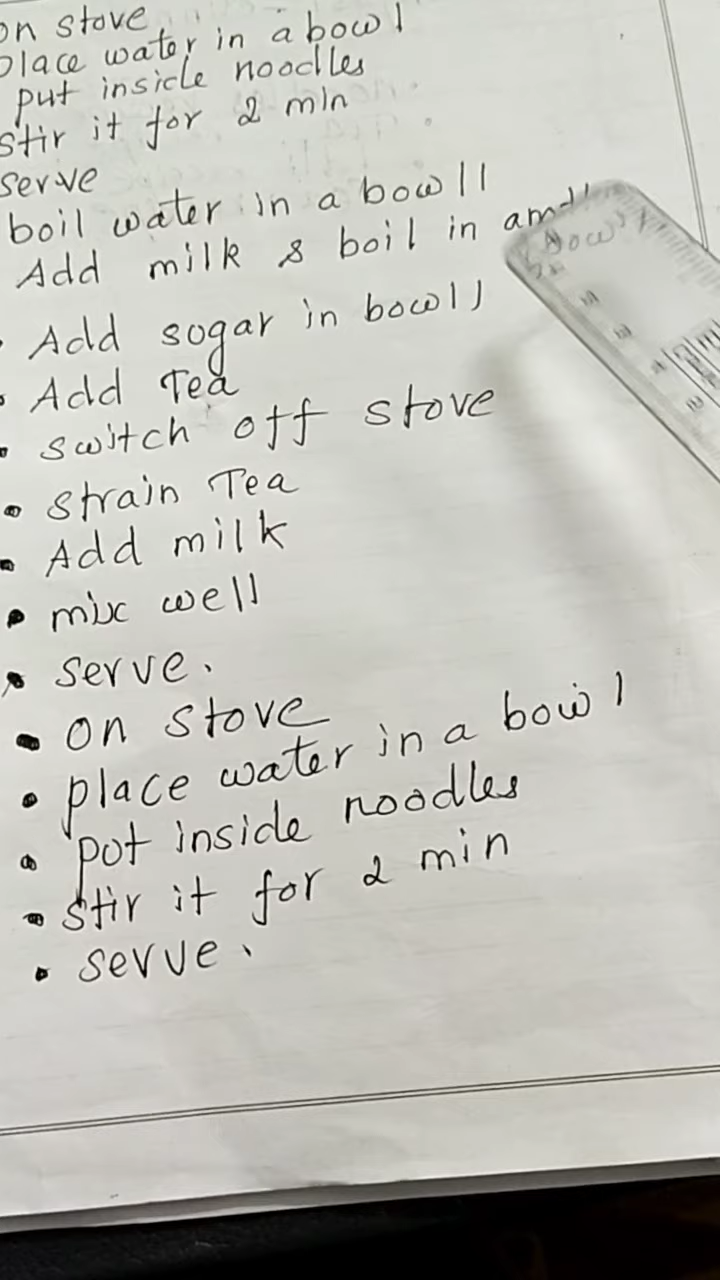 on stove
place water in a bowl
put inside noodles
stir it for 2 min
serve
boil water in a bowll
Add milk & boil in
Add sogar in bowll
• Add Tea
• switch off stove
• strain Tea
• Add milk
• mix well
• serve.
• on stove
• place water in a bowl
• pot inside noodles
• stir it for 2 min
• serve.